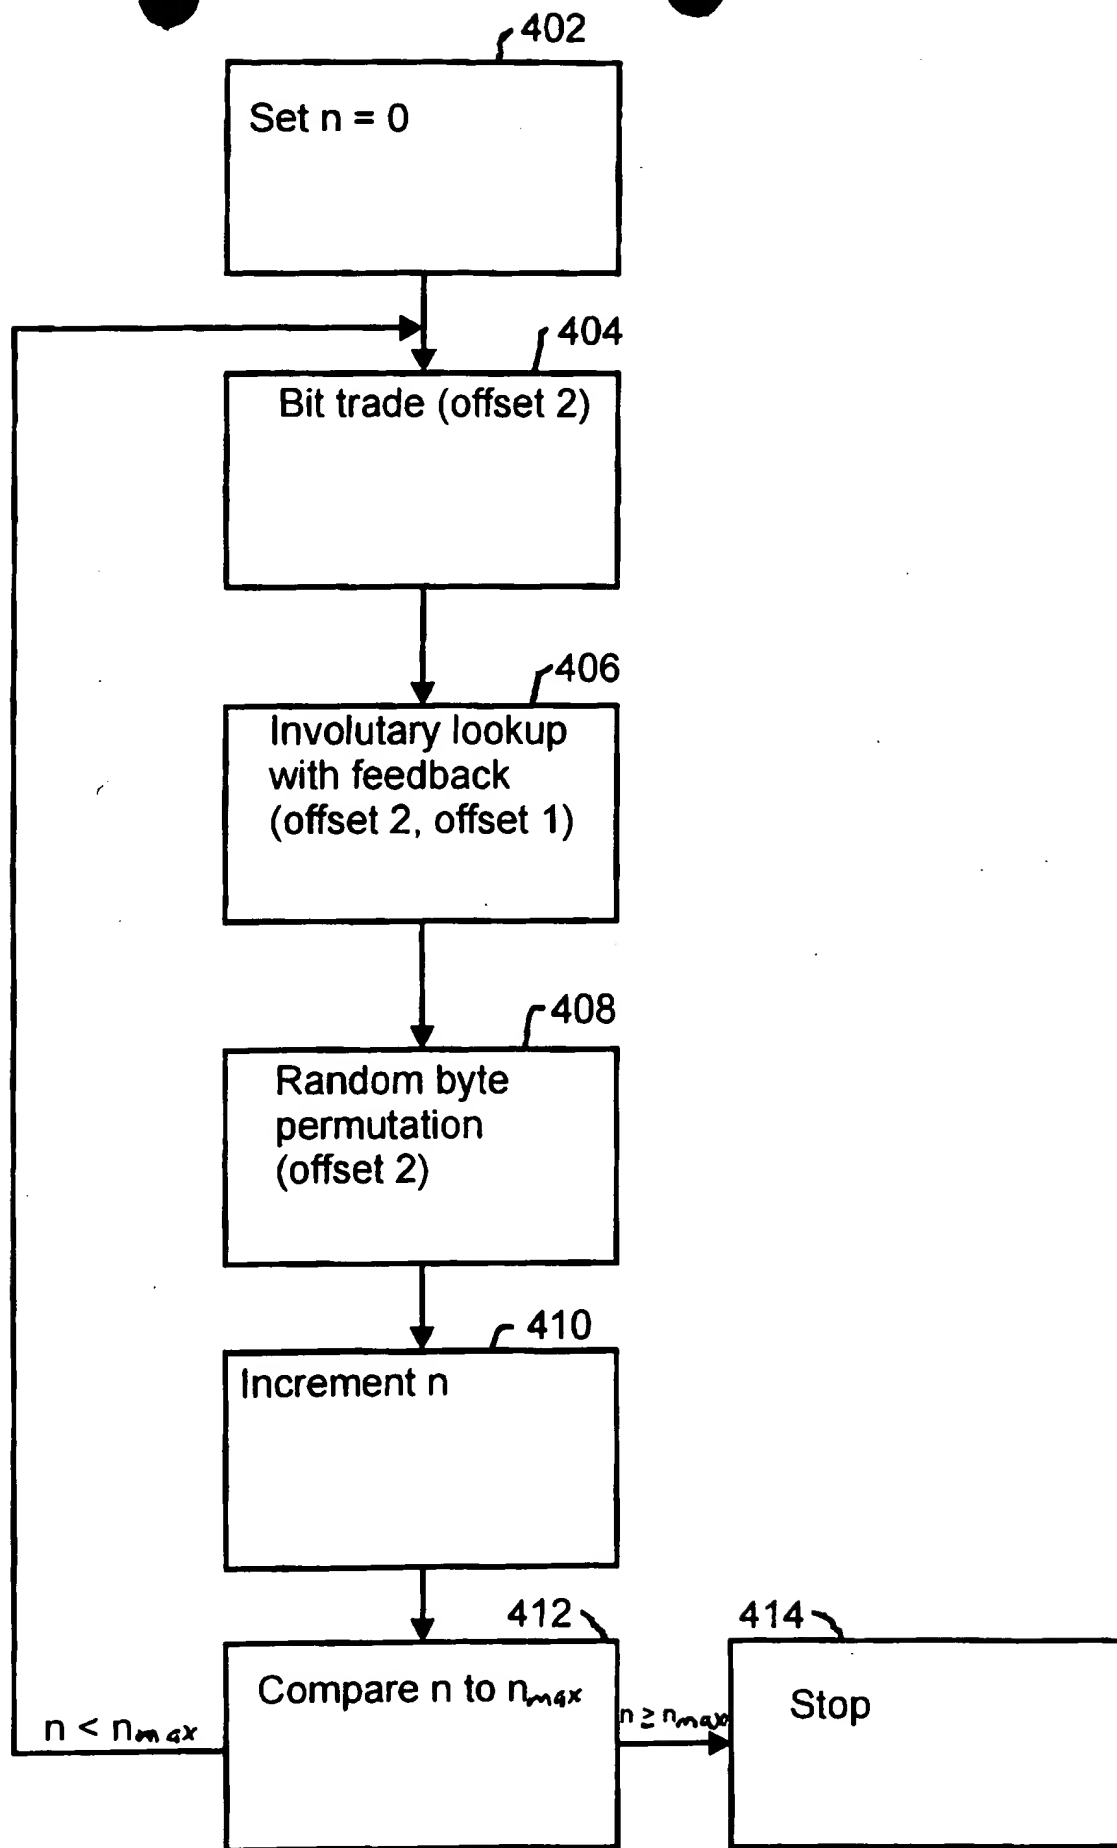 402
Set n = 0
404
Bit trade (offset 2)
406
Involutary lookup
with feedback
(offset 2, offset 1)
408
Random byte
permutation
(offset 2)
410
Increment n
412
414
Compare n to nmax
Stop
n < nmax
n ≥ nmax